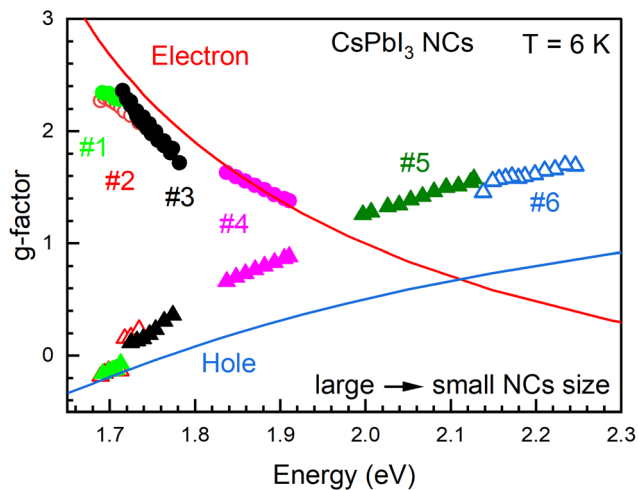 CsPbI₃ NCs
T = 6 K
Electron
#1
#2
#3
#4
#5
#6
Hole
large → small NCs size
3
2
1
0
g-factor
1.7
1.8
1.9
2.0
2.1
2.2
2.3
Energy (eV)